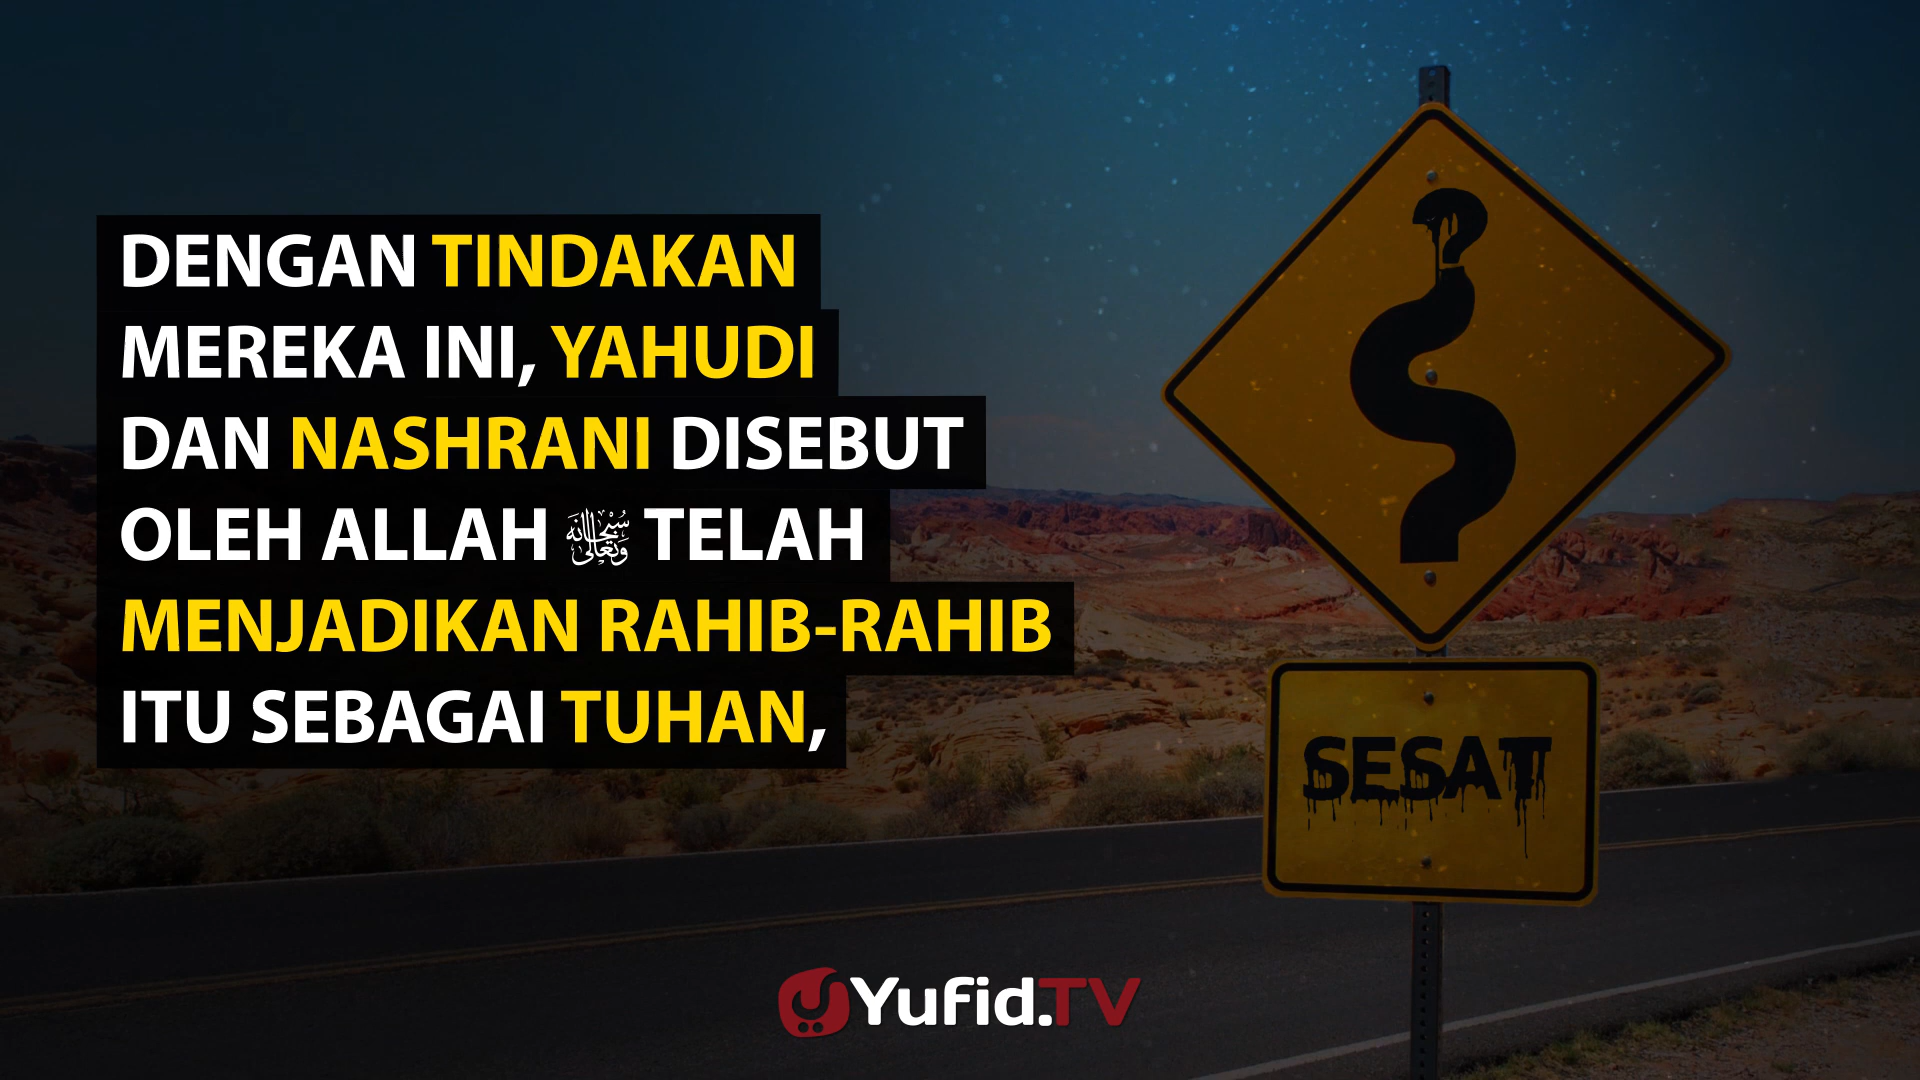 DENGAN TINDAKAN
MEREKA INI, YAHUDI
DAN NASHRANI DISEBUT
OLEH ALLAH سُبْحَانَهُ وَتَعَالَى TELAH
MENJADIKAN RAHIB-RAHIB
ITU SEBAGAI TUHAN,
SESAT
Yufid.TV